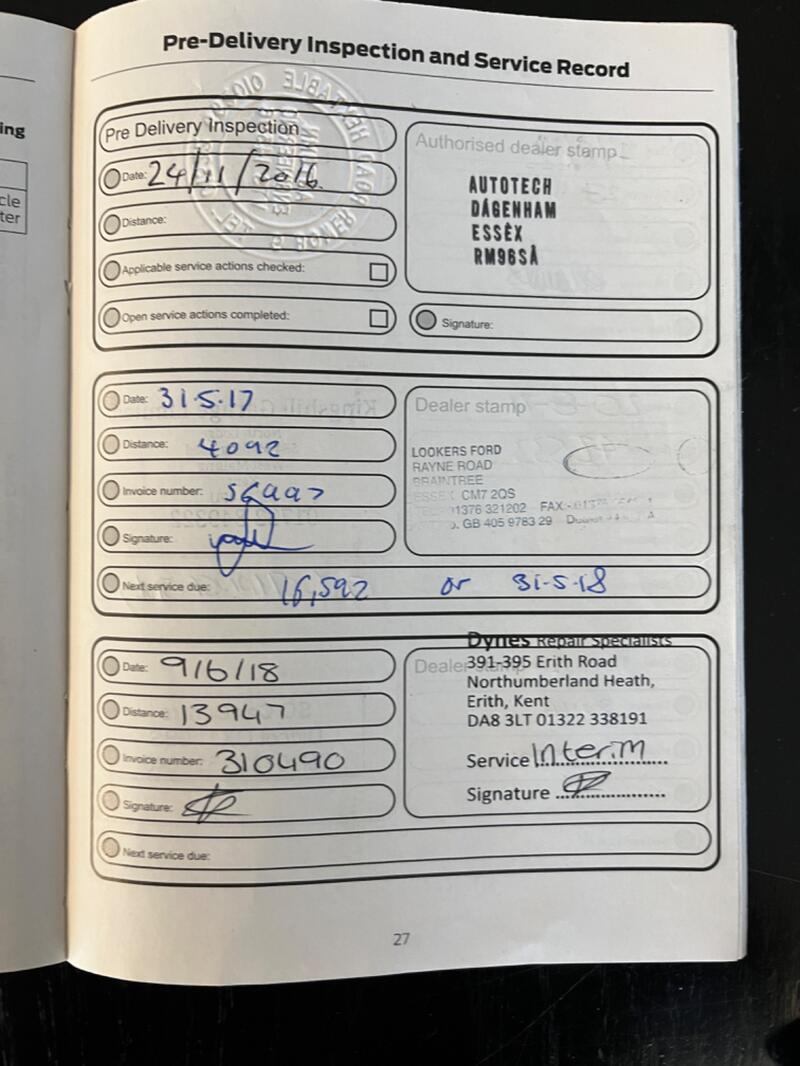 Pre-Delivery Inspection and Service Record
ing
cle
ter
Pre Delivery Inspection
Date: 24/11/2016.
Distance:
Applicable service actions checked:
Open service actions completed:
Authorised dealer stamp
AUTOTECH
DAGENHAM
ESSEX
RM96SA
Signature:
Date: 31.5.17
Distance: 4092
Invoice number:
Signature:
Next service due: 16,592 or 31-5-18
Dealer stamp
LOOKERS FORD
RAYNE ROAD
BRAINTREE
ESSEX CM7 2QS
01376 321202 FAX:-
GB 405 9783 29
Date: 9/6/18
Distance: 13947
Invoice number: 310490
Signature:
Next service due:
Dealer stamp
Dynes Repair Specialists
391-395 Erith Road
Northumberland Heath,
Erith, Kent
DA8 3LT 01322 338191
Service Interim
Signature
27